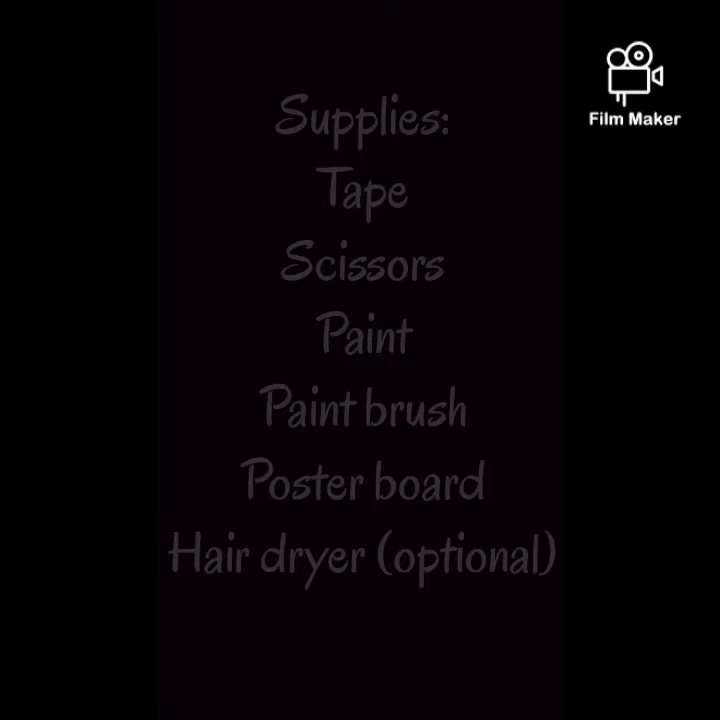 Film Maker
Supplies:
Tape
Scissors
Paint
Paint brush
Poster board
Hair dryer (optional)